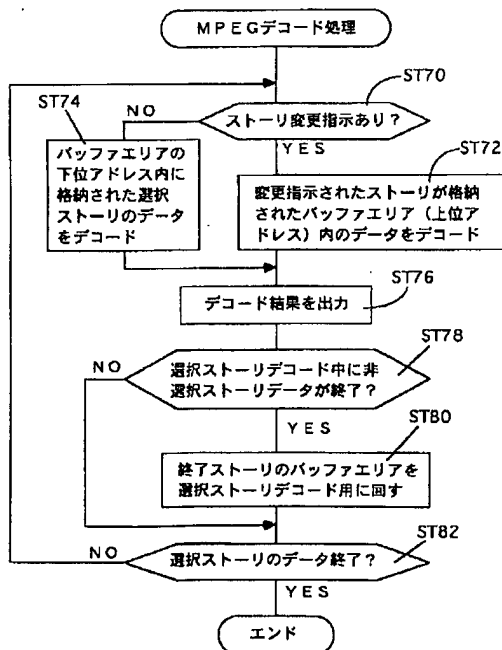 MPEGデコード処理
ST70
ストーリ変更指示あり?
NO
YES
ST74
バッファエリアの
下位アドレス内に
格納された選択
ストーリのデータ
をデコード
ST72
変更指示されたストーリが格納
されたバッファエリア(上位ア
ドレス)内のデータをデコード
ST76
デコード結果を出力
ST78
選択ストーリデコード中に非
選択ストーリデータが終了?
NO
YES
ST80
終了ストーリのバッファエリアを
選択ストーリデコード用に回す
ST82
選択ストーリのデータ終了?
NO
YES
エンド